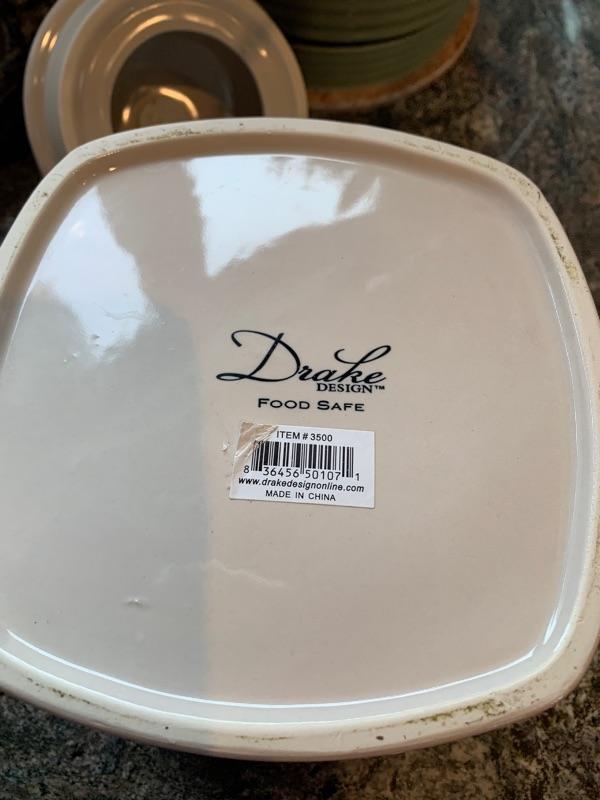 Drake
DESIGN™
FOOD SAFE
ITEM # 3500
8 36456 50107 1
www.drakedesignonline.com
MADE IN CHINA